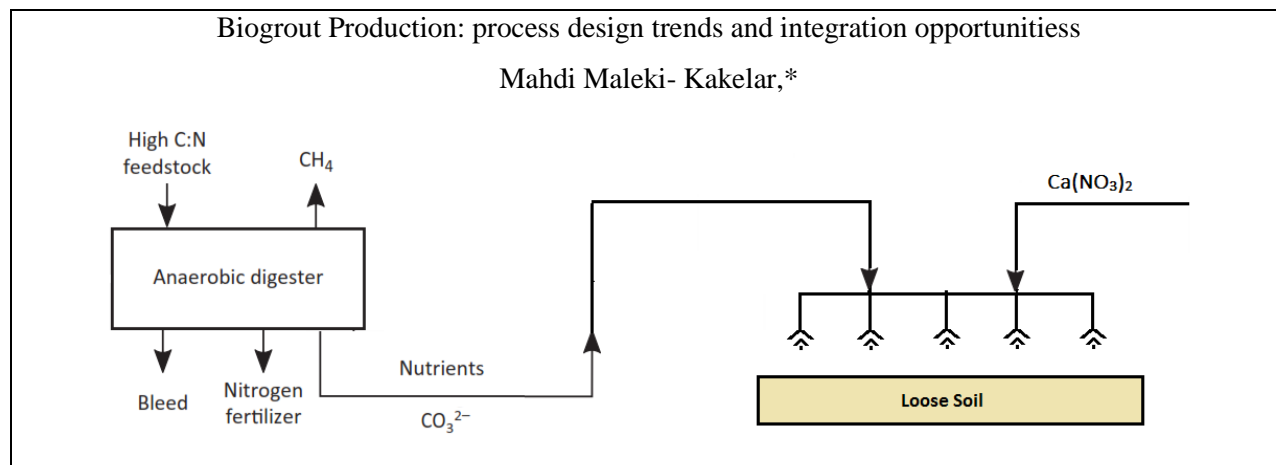 Biogrout Production: process design trends and integration opportunitiess
Mahdi Maleki- Kakelar,*
High C:N
feedstock
CH₄
Ca(NO₃)₂
Anaerobic digester
Nutrients
Bleed
Nitrogen
fertilizer
CO₃²⁻
Loose Soil